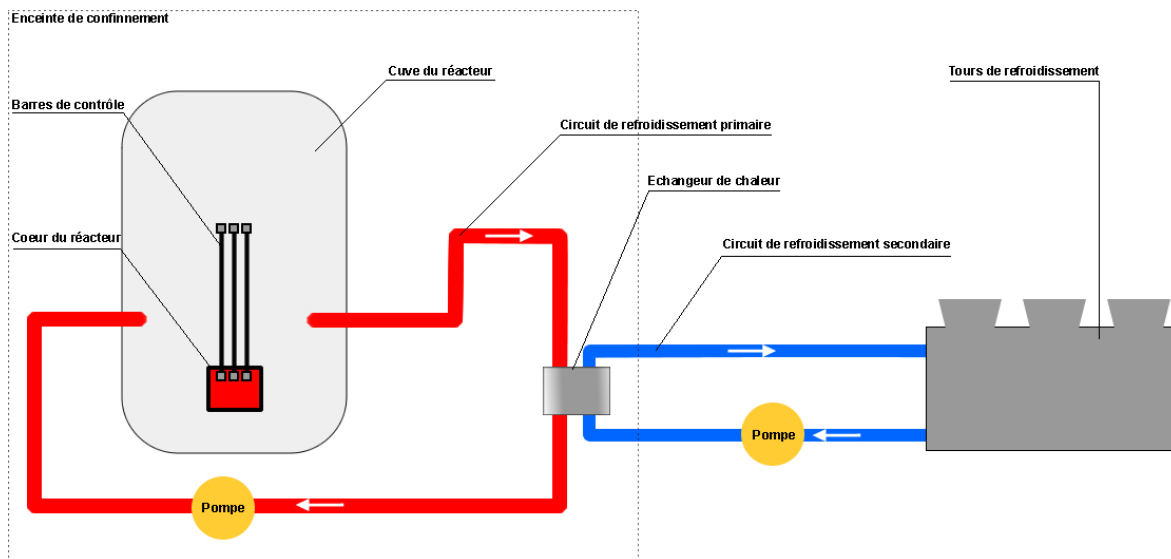 Enceinte de confinnement
Cuve du réacteur
Tours de refroidissement
Barres de contrôle
Circuit de refroidissement primaire
Echangeur de chaleur
Coeur du réacteur
Circuit de refroidissement secondaire
Pompe
Pompe